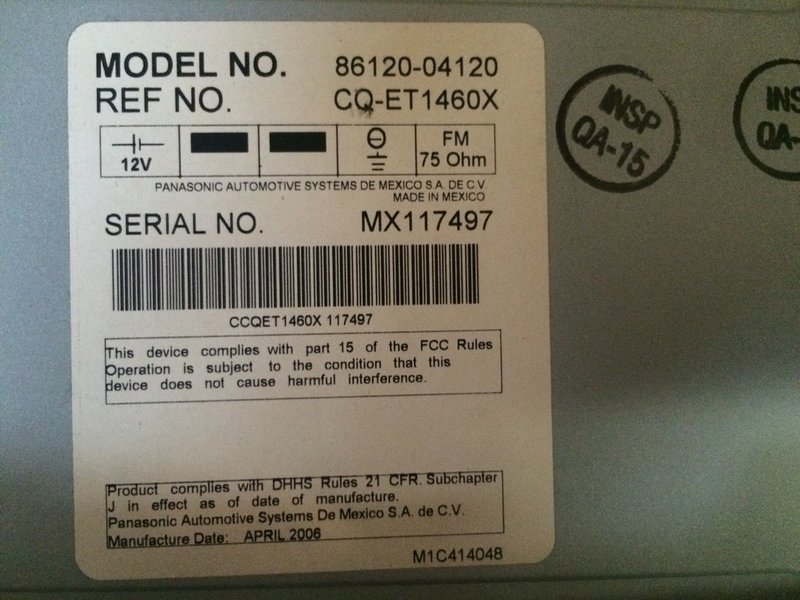 MODEL NO. 86120-04120
REF NO. CQ-ET1460X
12V
FM
75 Ohm
PANASONIC AUTOMOTIVE SYSTEMS DE MEXICO S.A. DE C.V.
MADE IN MEXICO
SERIAL NO. MX117497
CCQET1460X 117497
This device complies with part 15 of the FCC Rules
Operation is subject to the condition that this
device does not cause harmful interference.
Product complies with DHHS Rules 21 CFR. Subchapter
J in effect as of date of manufacture.
Panasonic Automotive Systems De Mexico S.A. de C.V.
Manufacture Date: APRIL 2006
M1C414048
INSP
QA-15
INS
QA-